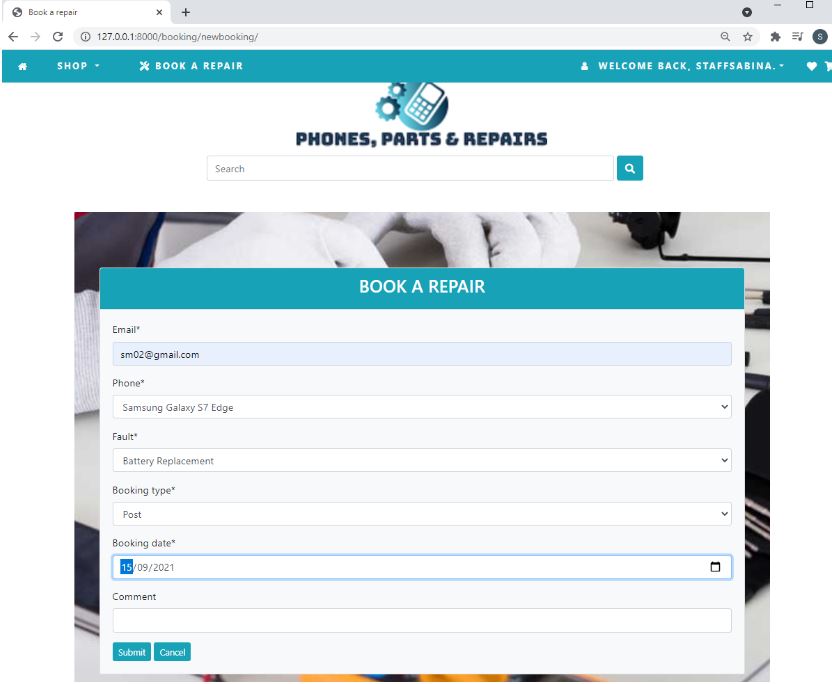 Book a repair
127.0.0.1:8000/booking/newbooking/
S
SHOP
BOOK A REPAIR
WELCOME BACK, STAFFSABINA.
PHONES, PARTS & REPAIRS
Search
BOOK A REPAIR
Email*
sm02@gmail.com
Phone*
Samsung Galaxy S7 Edge
Fault*
Battery Replacement
Booking type*
Post
Booking date*
15/09/2021
Comment
Submit Cancel